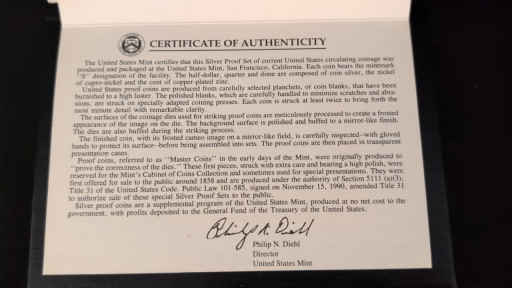 CERTIFICATE OF AUTHENTICITY
The United States Mint certifies that this Silver Proof Set of current United States circulating coinage was
produced and packaged at the United States Mint, San Francisco, California. Each coin bears the mintmark
"S" designation of the facility. The half-dollar, quarter and dime are composed of coin silver, the nickel
of cupro-nickel and the cent of copper-plated zinc.
United States proof coins are produced from carefully selected planchets, or coin blanks, that have been
burnished to a high luster. The polished blanks, which are carefully handled to minimize scratches and abra-
sions, are struck on specially adapted coining presses. Each coin is struck at least twice to bring forth the
most minute detail with remarkable clarity.
The surfaces of the coinage dies used for striking proof coins are meticulously processed to create a frosted
appearance of the image on the die. The background surface is polished and buffed to a mirror-like finish.
The dies are also buffed during the striking process.
The finished coin, with its frosted cameo image on a mirror-like field, is carefully inspected--with gloved
hands to protect its surface--before being assembled into sets. The proof coins are then placed in transparent
presentation cases.
Proof coins, referred to as "Master Coins" in the early days of the Mint, were originally produced to
"prove the correctness of the dies." These first pieces, struck with extra care and bearing a high polish, were
reserved for the Mint's Cabinet of Coins Collection and sometimes used for special presentations. They were
first offered for sale to the public around 1858 and are produced under the authority of Section 5111 (a)(3),
Title 31 of the United States Code. Public Law 101-585, signed on November 15, 1990, amended Title 31
to authorize sale of these special Silver Proof Sets to the public.
Silver proof coins are a supplemental program of the United States Mint, produced at no net cost to the
government, with profits deposited to the General Fund of the Treasury of the United States.
Philip N. Diehl
Philip N. Diehl
Director
United States Mint